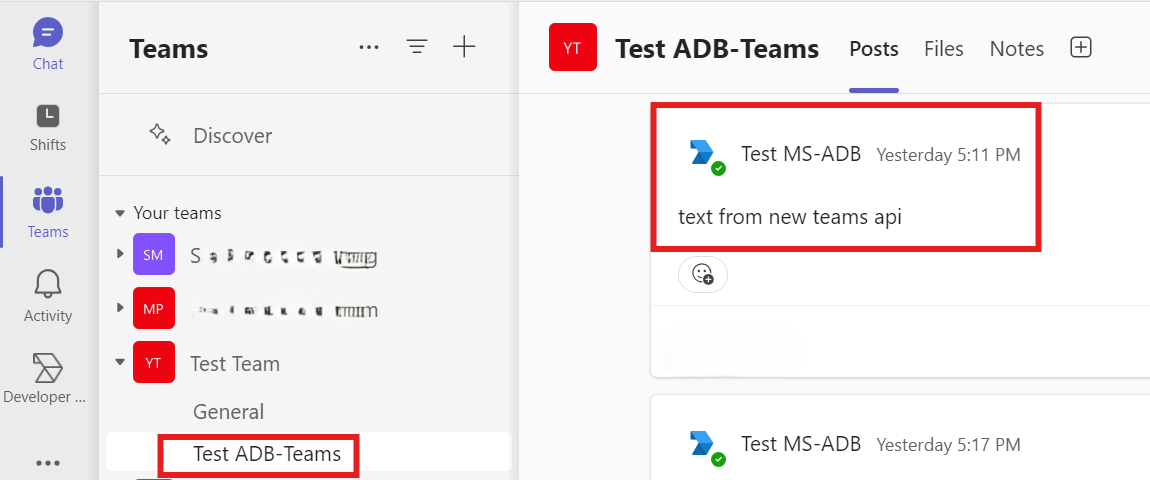 Chat
Shifts
Teams
Activity
Developer ...
Teams
Discover
Your teams
SM
S
MP
YT Test Team
General
Test ADB-Teams
YT Test ADB-Teams Posts Files Notes
Test MS-ADB Yesterday 5:11 PM
text from new teams api
Test MS-ADB Yesterday 5:17 PM